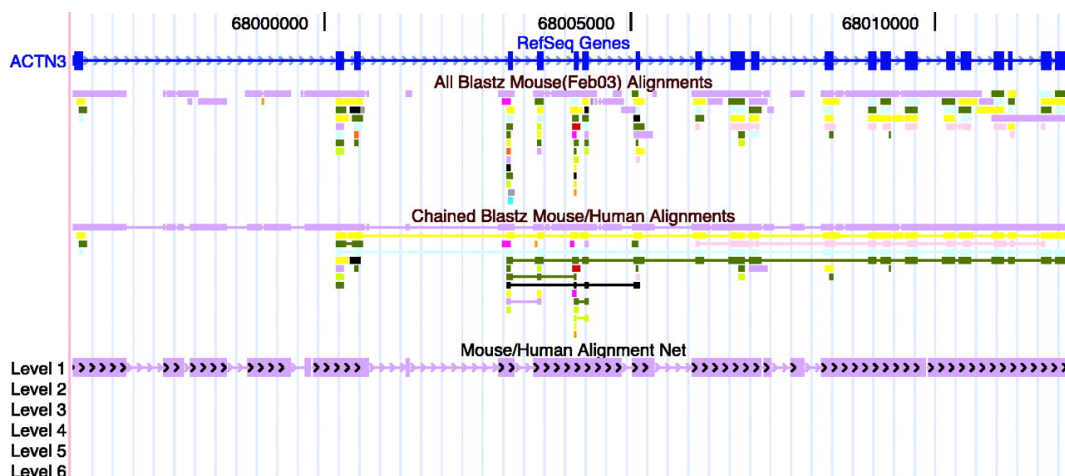 68000000 68005000 68010000
RefSeq Genes
ACTN3
All Blastz Mouse(Feb03) Alignments
Chained Blastz Mouse/Human Alignments
Mouse/Human Alignment Net
Level 1
Level 2
Level 3
Level 4
Level 5
Level 6